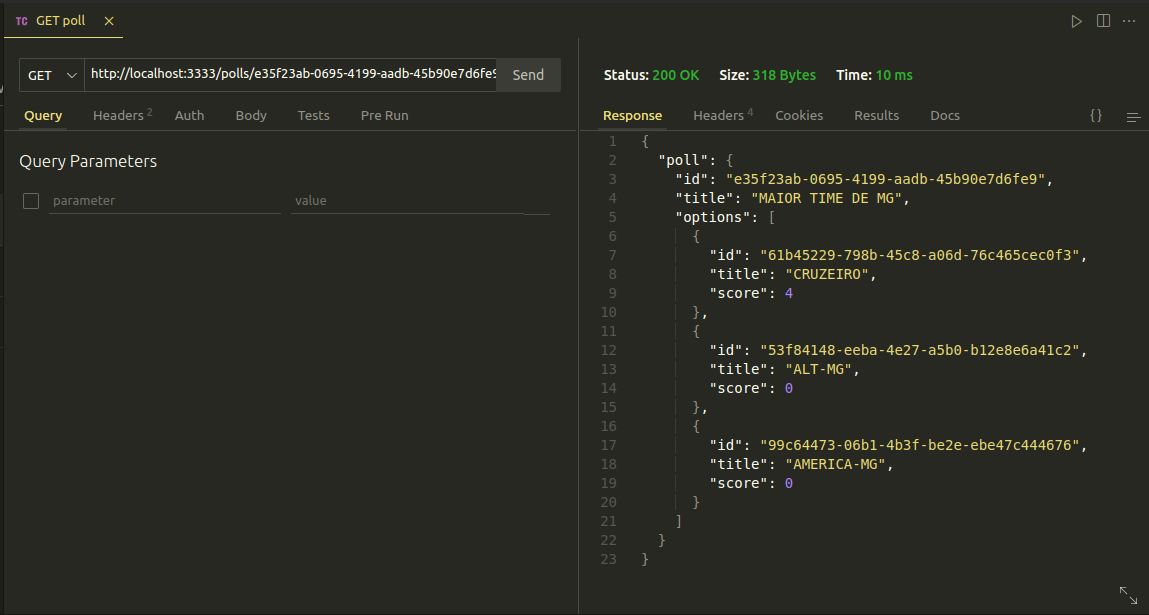 TC GET poll
GET http://localhost:3333/polls/e35f23ab-0695-4199-aadb-45b90e7d6fe9 Send
Query Headers 2 Auth Body Tests Pre Run
Query Parameters
parameter value
Status: 200 OK Size: 318 Bytes Time: 10 ms
Response Headers 4 Cookies Results Docs {}
1 {
2 "poll": {
3 "id": "e35f23ab-0695-4199-aadb-45b90e7d6fe9",
4 "title": "MAIOR TIME DE MG",
5 "options": [
6 {
7 "id": "61b45229-798b-45c8-a06d-76c465cec0f3",
8 "title": "CRUZEIRO",
9 "score": 4
10 },
11 {
12 "id": "53f84148-eeba-4e27-a5b0-b12e8e6a41c2",
13 "title": "ALT-MG",
14 "score": 0
15 },
16 {
17 "id": "99c64473-06b1-4b3f-be2e-ebe47c444676",
18 "title": "AMERICA-MG",
19 "score": 0
20 }
21 ]
22 }
23 }